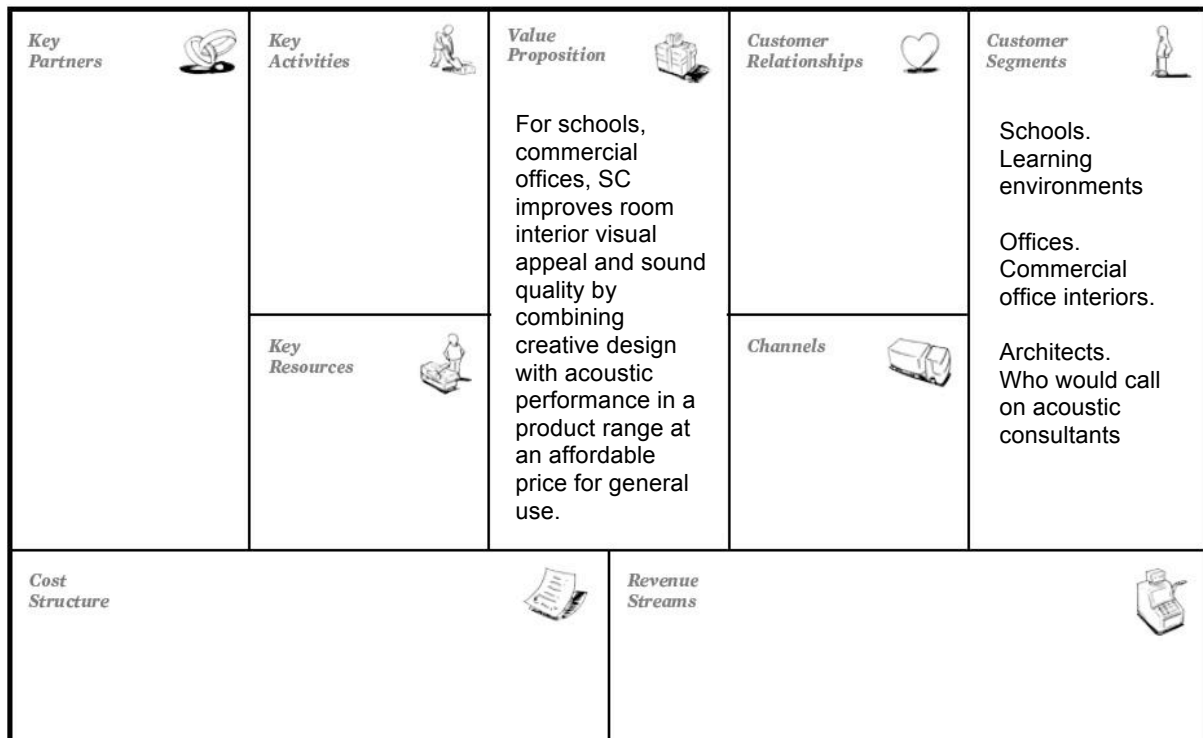 Key
Partners
Key
Activities
Value
Proposition
For schools,
commercial
offices, SC
improves room
interior visual
appeal and sound
quality by
combining
creative design
with acoustic
performance in a
product range at
an affordable
price for general
use.
Customer
Relationships
Customer
Segments
Schools.
Learning
environments
Offices.
Commercial
office interiors.
Architects.
Who would call
on acoustic
consultants
Key
Resources
Channels
Cost
Structure
Revenue
Streams